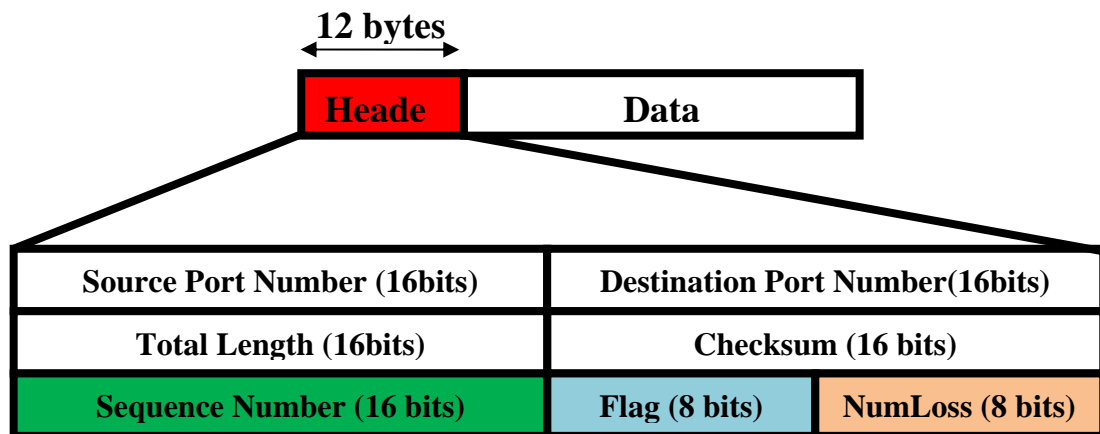 12 bytes
Heade
Data
Source Port Number (16bits)
Destination Port Number(16bits)
Total Length (16bits)
Checksum (16 bits)
Sequence Number (16 bits)
Flag (8 bits)
NumLoss (8 bits)